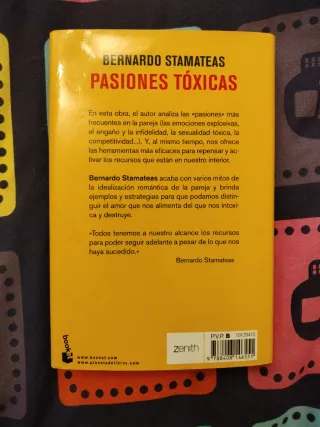 BERNARDO STAMATEAS
PASIONES TÓXICAS
En esta obra, el autor analiza las «pasiones» más
frecuentes en la pareja (las emociones explosivas,
el engaño y la infidelidad, la sexualidad tóxica, la
competitividad...). Y, al mismo tiempo, nos ofrece
las herramientas más eficaces para repensar y ac-
tivar los recursos que están en nuestro interior.
Bernardo Stamateas acaba con varios mitos de
la idealización romántica de la pareja y brinda
ejemplos y estrategias para que podamos distin-
guir el amor que nos alimenta del que nos intoxi-
ca y destruye.
«Todos tenemos a nuestro alcance los recursos
para poder seguir adelante a pesar de lo que nos
haya sucedido.»
Bernardo Stamateas
booket
www.booket.com
www.planetadelibros.com
zenith
P.V.P. B